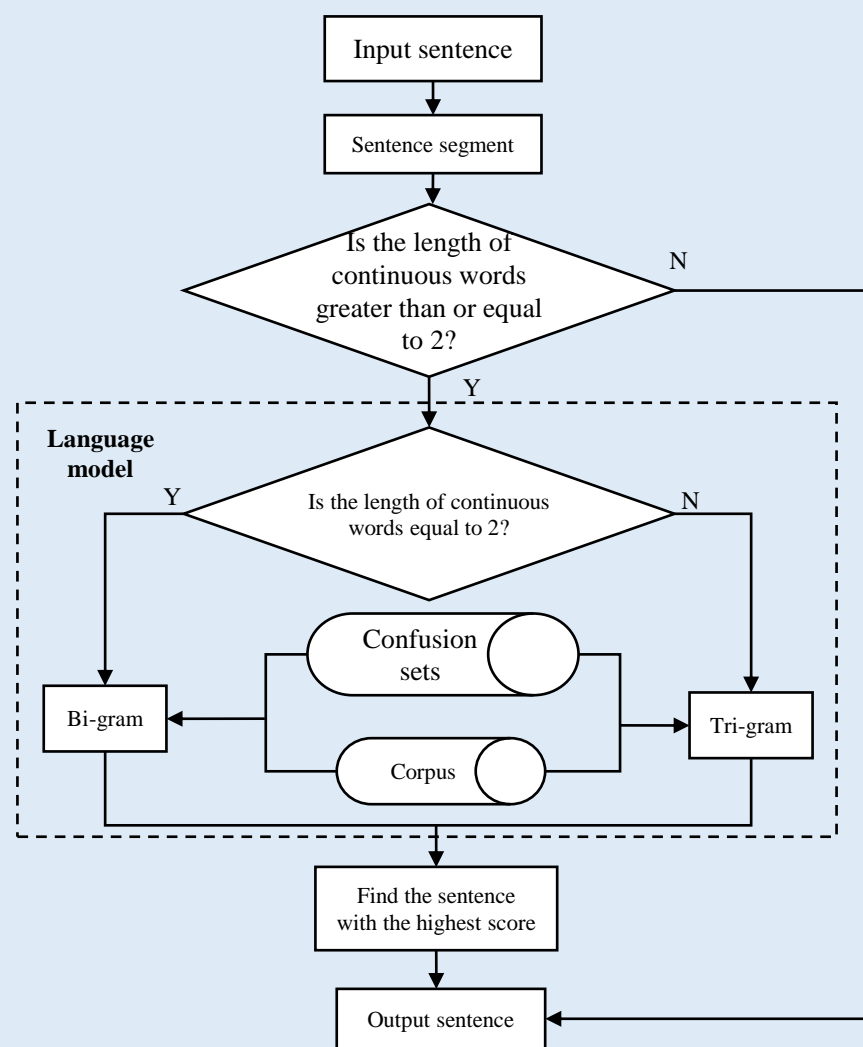 Input sentence
Sentence segment
Is the length of
continuous words
greater than or equal
to 2?
N
Y
Language
model
Y
Is the length of continuous
words equal to 2?
N
Confusion
sets
Bi-gram
Tri-gram
Corpus
Find the sentence
with the highest score
Output sentence